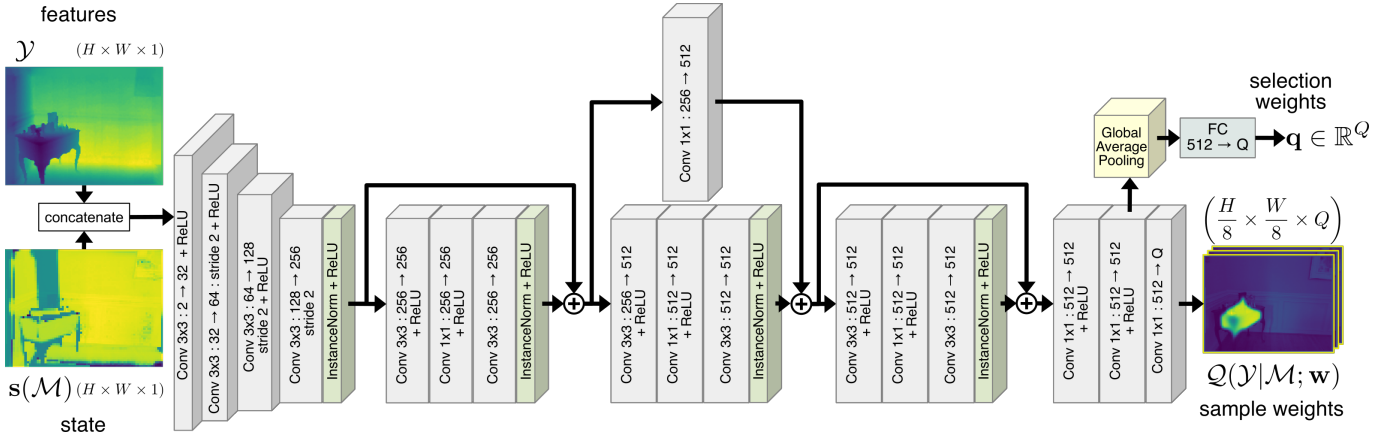 features
𝒴 (H × W × 1)
concatenate
s(ℳ) (H × W × 1)
state
Conv 3x3 : 2 → 32 + ReLU
Conv 3x3 : 32 → 64 : stride 2 + ReLU
Conv 3x3 : 64 → 128
stride 2 + ReLU
Conv 3x3 : 128 → 256
stride 2
InstanceNorm + ReLU
Conv 3x3 : 256 → 256
+ ReLU
Conv 1x1 : 256 → 256
+ ReLU
Conv 3x3 : 256 → 256
InstanceNorm + ReLU
+
Conv 1x1 : 256 → 512
Conv 3x3 : 256 → 512
+ ReLU
Conv 1x1 : 512 → 512
+ ReLU
Conv 3x3 : 512 → 512
InstanceNorm + ReLU
+
Conv 3x3 : 512 → 512
+ ReLU
Conv 1x1 : 512 → 512
+ ReLU
Conv 3x3 : 512 → 512
InstanceNorm + ReLU
+
Conv 1x1 : 512 → 512
+ ReLU
Conv 1x1 : 512 → 512
+ ReLU
Conv 1x1 : 512 → Q
Global
Average
Pooling
FC
512 → Q
selection
weights
q ∈ ℝ^Q
(H/8 × W/8 × Q)
𝒬(𝒴|ℳ; w)
sample weights